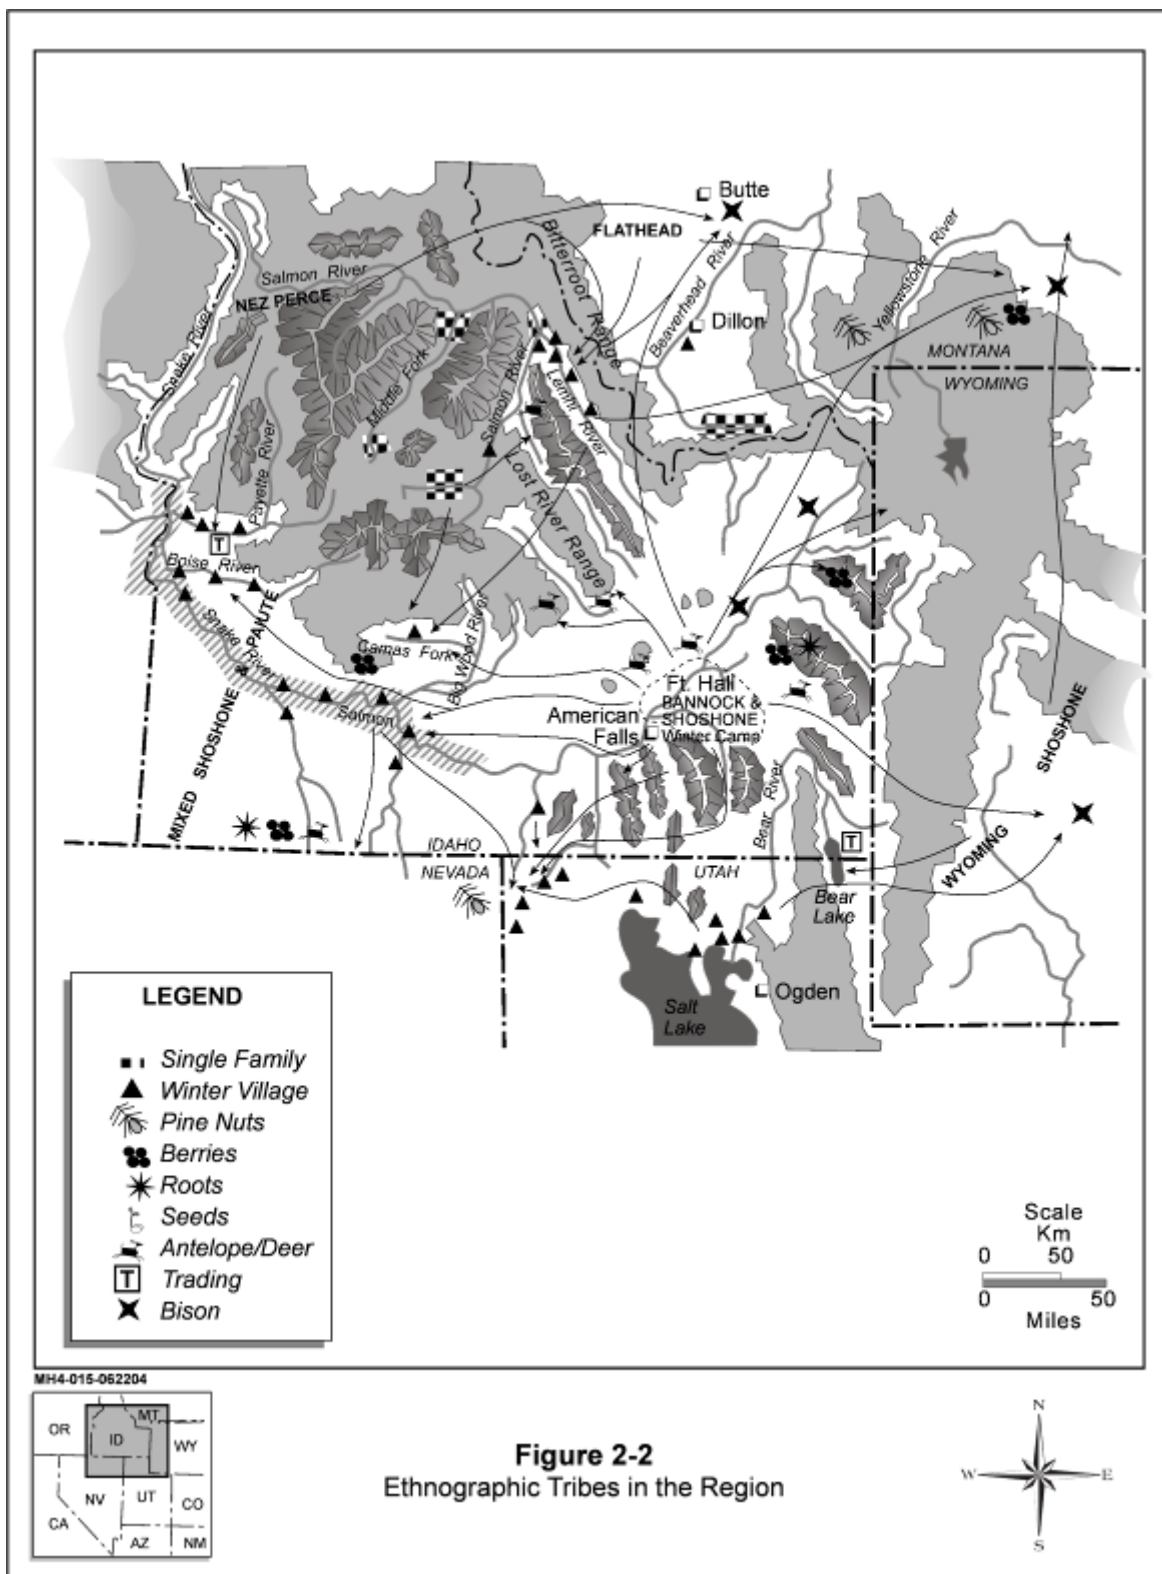 Butte
FLATHEAD
Bitterroot Range
Beaverhead River
Yellowstone River
Salmon River
NEZ PERCE
Snake River
Dillon
MONTANA
WYOMING
Middle Fork
Salmon River
Lemhi River
Payette River
Lost River Range
T
Boise River
Snake River
MIXED SHOSHONE & PAIUTE
Camas Fork
Big Wood River
Salmon
Ft. Hall
BANNOCK &
SHOSHONE
Winter Camp
American
Falls
SHOSHONE
WYOMING
Bear River
T
IDAHO
NEVADA
UTAH
Bear
Lake
Ogden
Salt
Lake
LEGEND
Single Family
Winter Village
Pine Nuts
Berries
Roots
Seeds
Antelope/Deer
T Trading
Bison
Scale
Km
0 50
0 50
Miles
MH4-015-062204
OR
ID
MT
WY
NV
UT
CO
CA
AZ
NM
Figure 2-2
Ethnographic Tribes in the Region
N
W
E
S